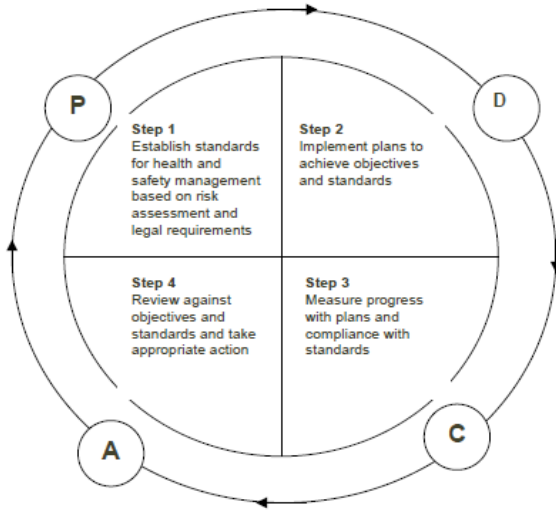 P
D
Step 1
Establish standards
for health and
safety management
based on risk
assessment and
legal requirements
Step 2
Implement plans to
achieve objectives
and standards
Step 4
Review against
objectives and
standards and take
appropriate action
Step 3
Measure progress
with plans and
compliance with
standards
A
C